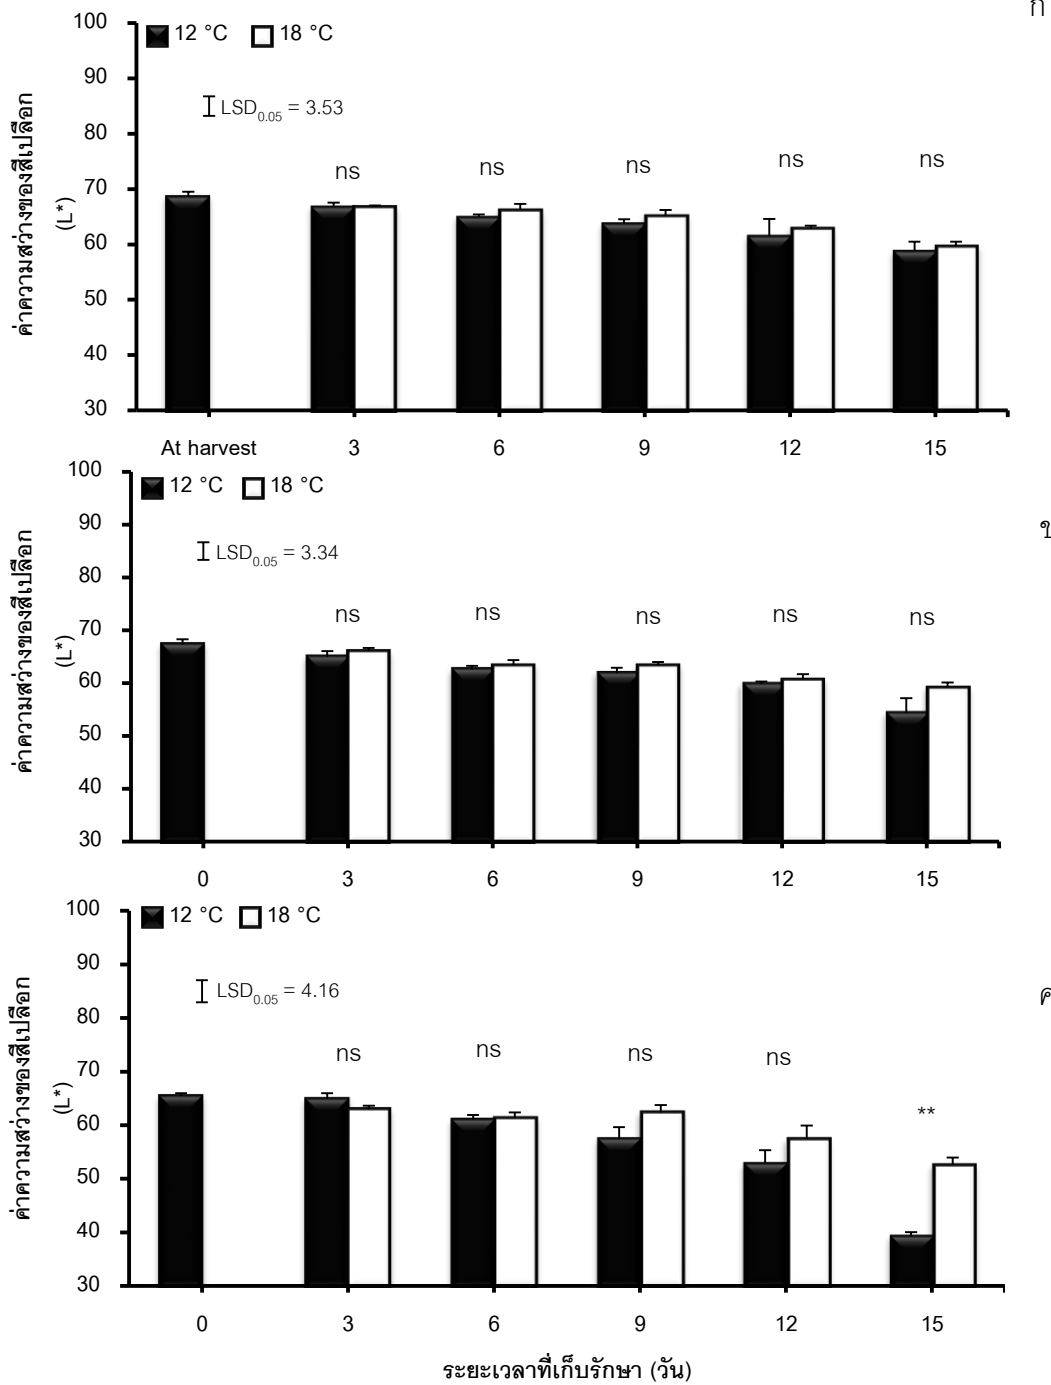 ก
100
12 °C 18 °C
90
LSD0.05 = 3.53
80
ns ns ns ns ns
70
60
50
40
30
ค่าความสว่างของสีเปลือก
(L*)
At harvest 3 6 9 12 15
100
12 °C 18 °C
90
ข
LSD0.05 = 3.34
80
ns ns ns ns ns
70
60
50
40
30
ค่าความสว่างของสีเปลือก
(L*)
0 3 6 9 12 15
100
12 °C 18 °C
90
LSD0.05 = 4.16
ค
80
ns ns ns ns **
70
60
50
40
30
ค่าความสว่างของสีเปลือก
(L*)
0 3 6 9 12 15
ระยะเวลาที่เก็บรักษา (วัน)